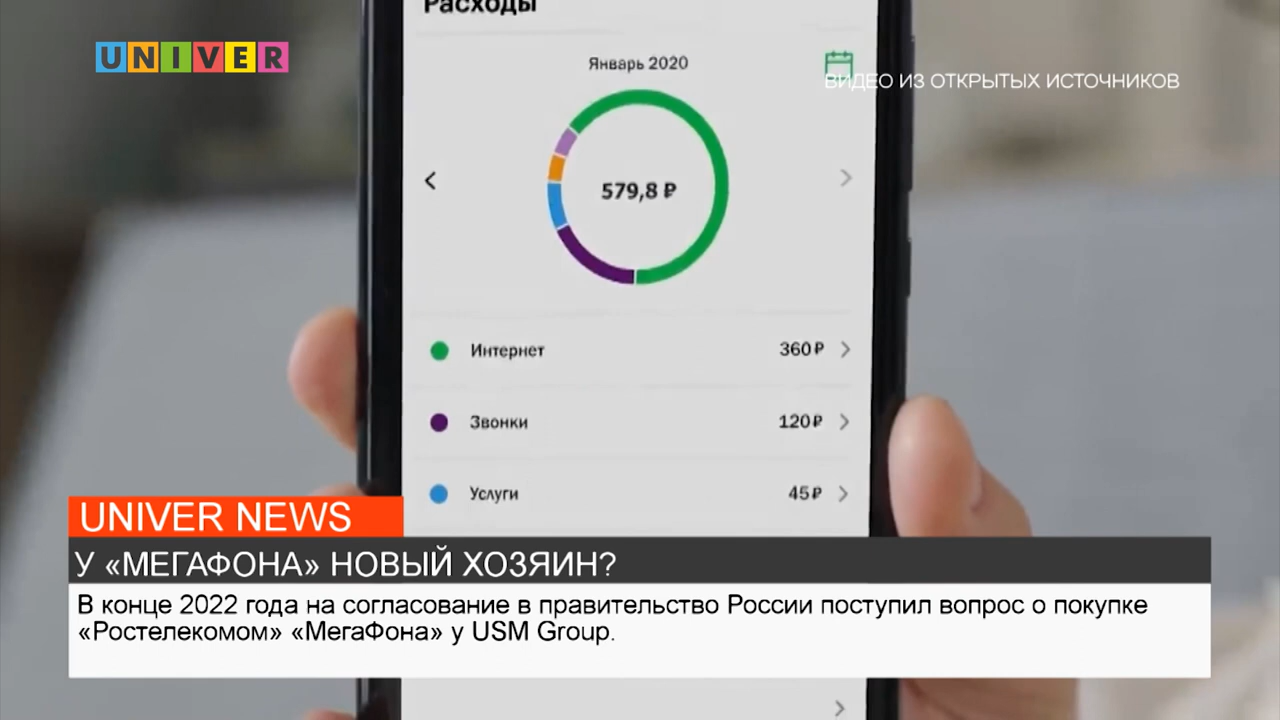 Расходы
UNIVER
Январь 2020
ВИДЕО ИЗ ОТКРЫТЫХ ИСТОЧНИКОВ
579,8 ₽
Интернет 360 ₽
Звонки 120 ₽
Услуги 45 ₽
UNIVER NEWS
У «МЕГАФОНА» НОВЫЙ ХОЗЯИН?
В конце 2022 года на согласование в правительство России поступил вопрос о покупке
«Ростелекомом» «МегаФона» у USM Group.